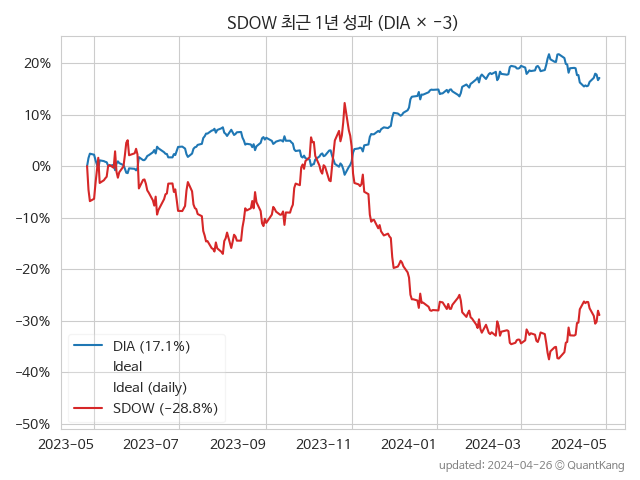 SDOW 최근 1년 성과 (DIA × −3)
20%
10%
0%
−10%
−20%
−30%
−40%
−50%
DIA (17.1%)
Ideal
Ideal (daily)
SDOW (−28.8%)
2023-05 2023-07 2023-09 2023-11 2024-01 2024-03 2024-05
updated: 2024-04-26 © QuantKang